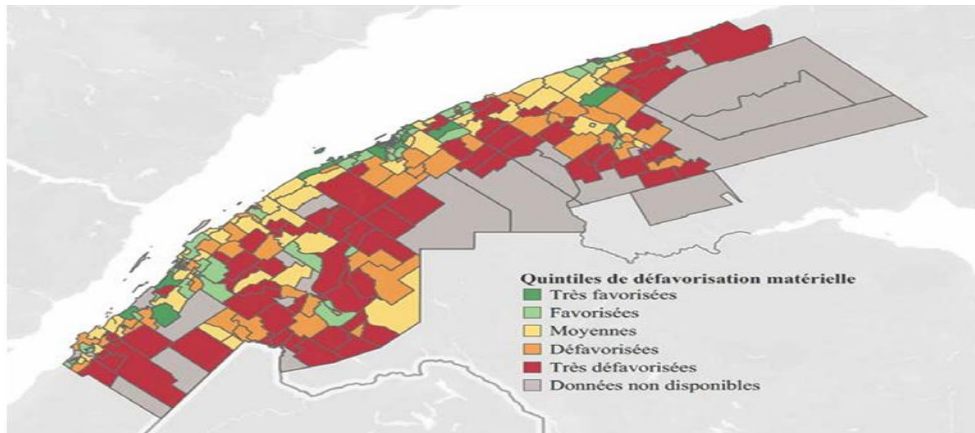 Quintiles de défavorisation matérielle
Très favorisées
Favorisées
Moyennes
Défavorisées
Très défavorisées
Données non disponibles